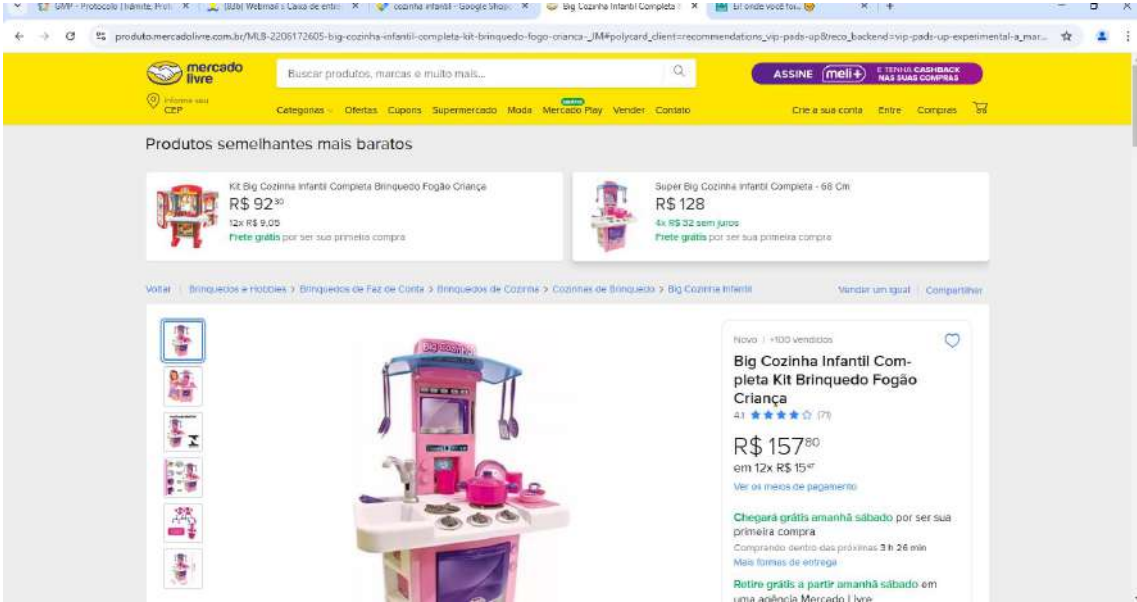 GMP - Protocolo (Trâmite, Prot
Webmail :: Caixa de entr
cozinha infantil - Google Shop
Big Cozinha Infantil Completa
produto.mercadolivre.com.br/MLB-2206172605-big-cozinha-infantil-completa-kit-brinquedo-fogo-crianca-_JM#polycard_client=recommendations_vip-pads-up&reco_backend=vip-pads-up-experimental-a_mar...
mercado
livre
Buscar produtos, marcas e muito mais...
ASSINE meli+ E TENHA CASHBACK
NAS SUAS COMPRAS
Informe seu
CEP
Categorias Ofertas Cupons Supermercado Moda Mercado Play Vender Contato
Crie a sua conta Entre Compras
Produtos semelhantes mais baratos
Kit Big Cozinha Infantil Completa Brinquedo Fogão Criança
R$ 92 30
12x R$ 9,05
Frete grátis por ser sua primeira compra
Super Big Cozinha Infantil Completa - 68 Cm
R$ 128
4x R$ 32 sem juros
Frete grátis por ser sua primeira compra
Voltar | Brinquedos e Hobbies > Brinquedos de Faz de Conta > Brinquedos de Cozinha > Cozinhas de Brinquedo > Big Cozinha Infantil
Vender um igual | Compartilhar
Novo | +100 vendidos
Big Cozinha Infantil Com-
pleta Kit Brinquedo Fogão
Criança
4.1 (71)
R$ 157 80
em 12x R$ 15 47
Ver os meios de pagamento
Chegará grátis amanhã sábado por ser sua
primeira compra
Comprando dentro das próximas 3 h 26 min
Mais formas de entrega
Retire grátis a partir amanhã sábado em
uma agência Mercado Livre
Big Cozinha